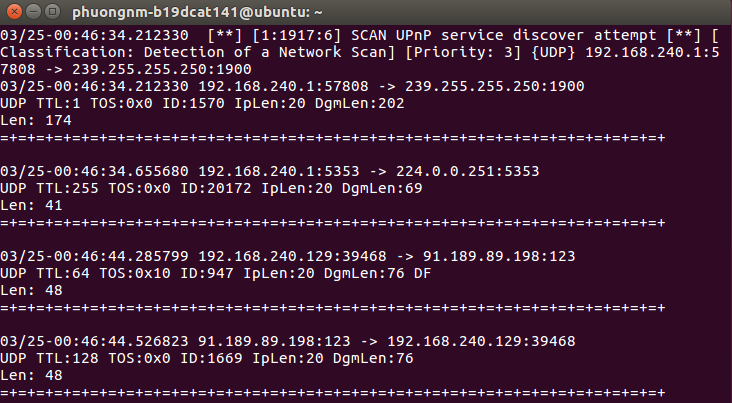 phuongnm-b19dcat141@ubuntu: ~
03/25-00:46:34.212330  [**] [1:1917:6] SCAN UPnP service discover attempt [**] [
Classification: Detection of a Network Scan] [Priority: 3] {UDP} 192.168.240.1:5
7808 -> 239.255.255.250:1900
03/25-00:46:34.212330 192.168.240.1:57808 -> 239.255.255.250:1900
UDP TTL:1 TOS:0x0 ID:1570 IpLen:20 DgmLen:202
Len: 174
=+=+=+=+=+=+=+=+=+=+=+=+=+=+=+=+=+=+=+=+=+=+=+=+=+=+=+=+=+=+=+=+=+=+=+=+=+

03/25-00:46:34.655680 192.168.240.1:5353 -> 224.0.0.251:5353
UDP TTL:255 TOS:0x0 ID:20172 IpLen:20 DgmLen:69
Len: 41
=+=+=+=+=+=+=+=+=+=+=+=+=+=+=+=+=+=+=+=+=+=+=+=+=+=+=+=+=+=+=+=+=+=+=+=+=+

03/25-00:46:44.285799 192.168.240.129:39468 -> 91.189.89.198:123
UDP TTL:64 TOS:0x10 ID:947 IpLen:20 DgmLen:76 DF
Len: 48
=+=+=+=+=+=+=+=+=+=+=+=+=+=+=+=+=+=+=+=+=+=+=+=+=+=+=+=+=+=+=+=+=+=+=+=+=+

03/25-00:46:44.526823 91.189.89.198:123 -> 192.168.240.129:39468
UDP TTL:128 TOS:0x0 ID:1669 IpLen:20 DgmLen:76
Len: 48
=+=+=+=+=+=+=+=+=+=+=+=+=+=+=+=+=+=+=+=+=+=+=+=+=+=+=+=+=+=+=+=+=+=+=+=+=+